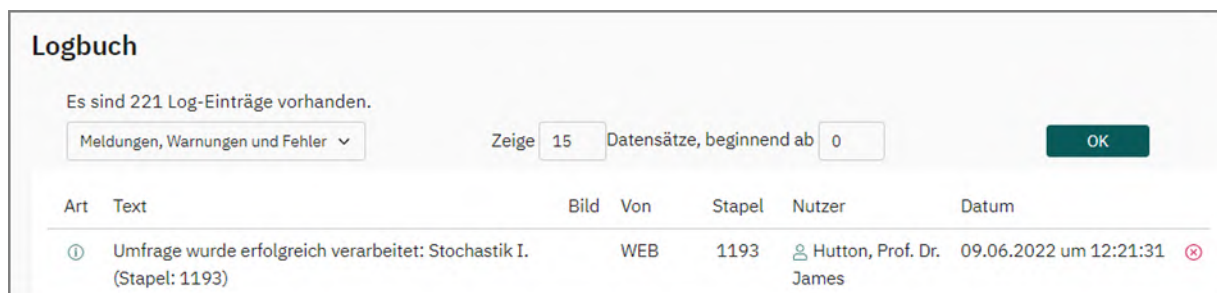 Logbuch
Es sind 221 Log-Einträge vorhanden.
Meldungen, Warnungen und Fehler Zeige 15 Datensätze, beginnend ab 0 OK
Art Text Bild Von Stapel Nutzer Datum
Umfrage wurde erfolgreich verarbeitet: Stochastik I. WEB 1193 Hutton, Prof. Dr. 09.06.2022 um 12:21:31
(Stapel: 1193) James